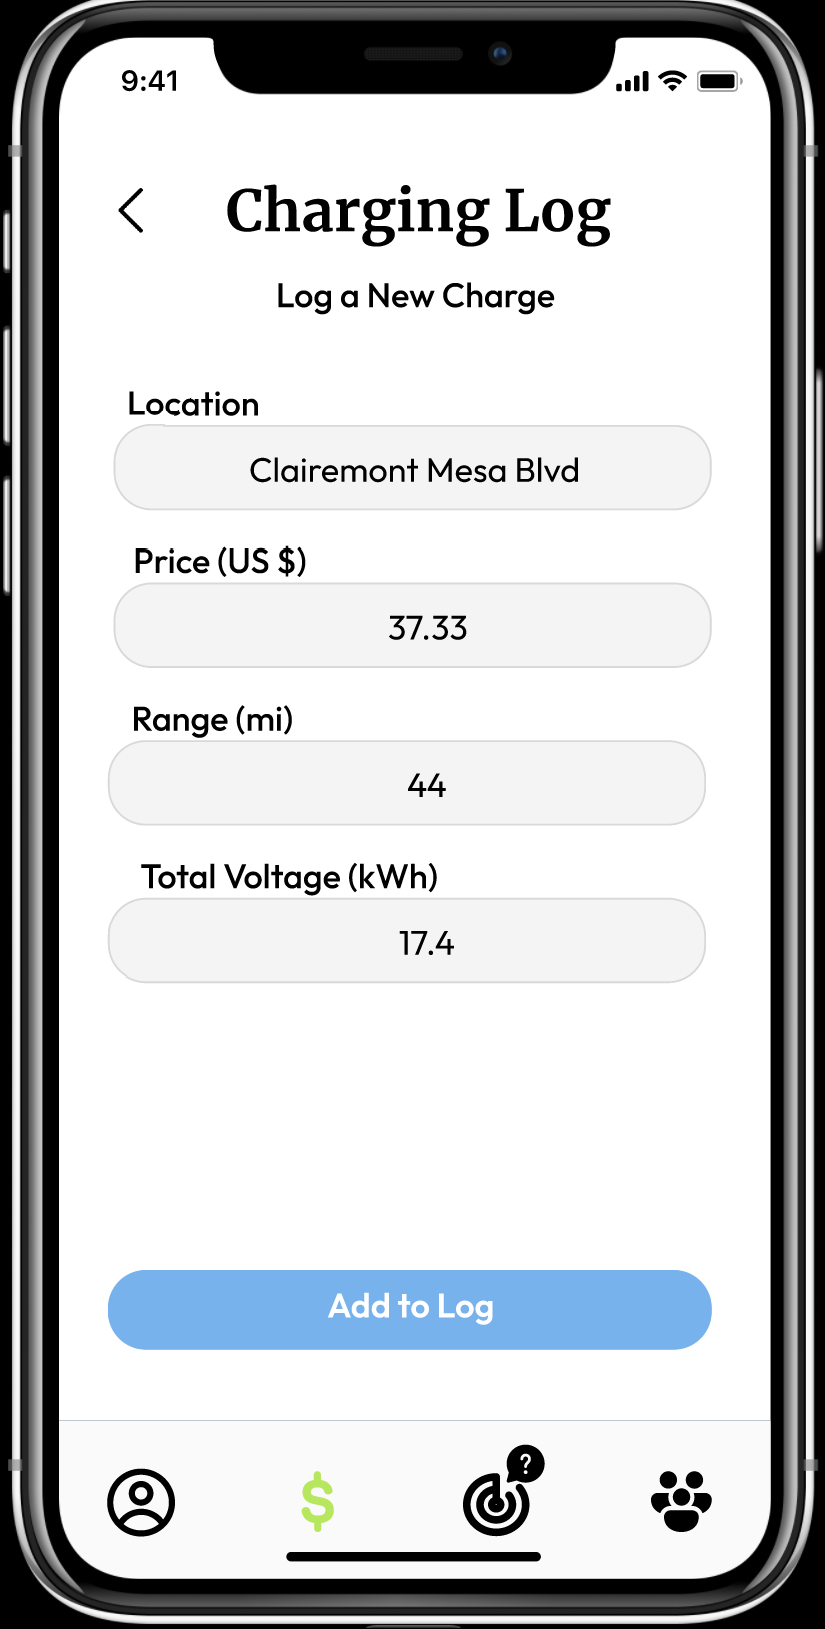 9:41
Charging Log
Log a New Charge
Location
Clairemont Mesa Blvd
Price (US $)
37.33
Range (mi)
44
Total Voltage (kWh)
17.4
Add to Log
$
?